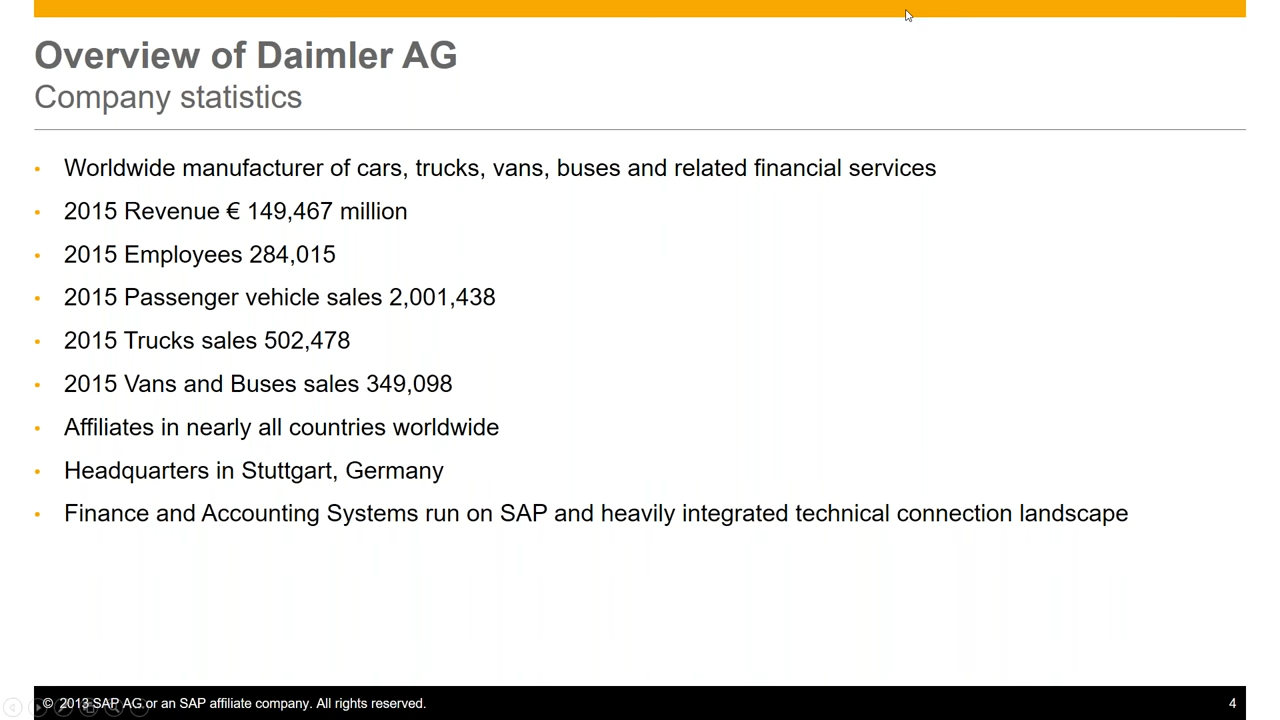 Overview of Daimler AG
Company statistics
• Worldwide manufacturer of cars, trucks, vans, buses and related financial services
• 2015 Revenue € 149,467 million
• 2015 Employees 284,015
• 2015 Passenger vehicle sales 2,001,438
• 2015 Trucks sales 502,478
• 2015 Vans and Buses sales 349,098
• Affiliates in nearly all countries worldwide
• Headquarters in Stuttgart, Germany
• Finance and Accounting Systems run on SAP and heavily integrated technical connection landscape
© 2013 SAP AG or an SAP affiliate company. All rights reserved.
4